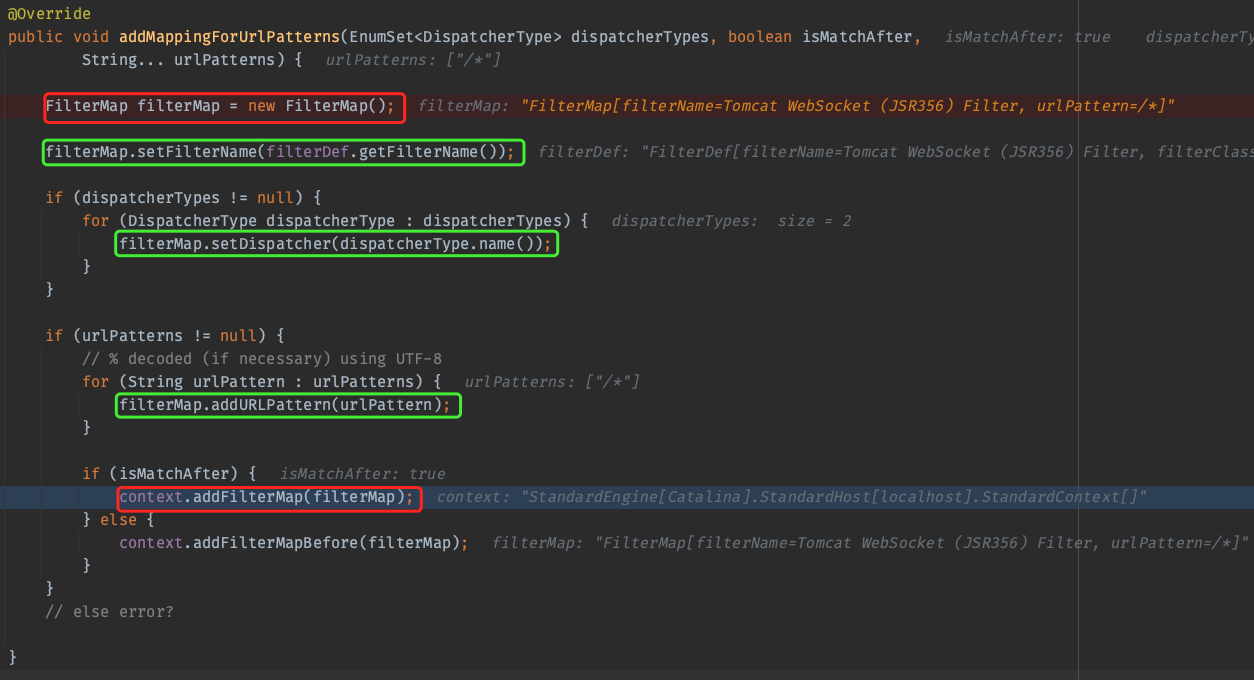 @Override
public void addMappingForUrlPatterns(EnumSet<DispatcherType> dispatcherTypes, boolean isMatchAfter, isMatchAfter: true dispatcherTy
String... urlPatterns) { urlPatterns: ["/*"]
FilterMap filterMap = new FilterMap(); filterMap: "FilterMap[filterName=Tomcat WebSocket (JSR356) Filter, urlPattern=/*]"
filterMap.setFilterName(filterDef.getFilterName()); filterDef: "FilterDef[filterName=Tomcat WebSocket (JSR356) Filter, filterClass
if (dispatcherTypes != null) {
for (DispatcherType dispatcherType : dispatcherTypes) { dispatcherTypes: size = 2
filterMap.setDispatcher(dispatcherType.name());
}
}
if (urlPatterns != null) {
// % decoded (if necessary) using UTF-8
for (String urlPattern : urlPatterns) { urlPatterns: ["/*"]
filterMap.addURLPattern(urlPattern);
}
if (isMatchAfter) { isMatchAfter: true
context.addFilterMap(filterMap); context: "StandardEngine[Catalina].StandardHost[localhost].StandardContext[]"
} else {
context.addFilterMapBefore(filterMap); filterMap: "FilterMap[filterName=Tomcat WebSocket (JSR356) Filter, urlPattern=/*]"
}
}
// else error?
}